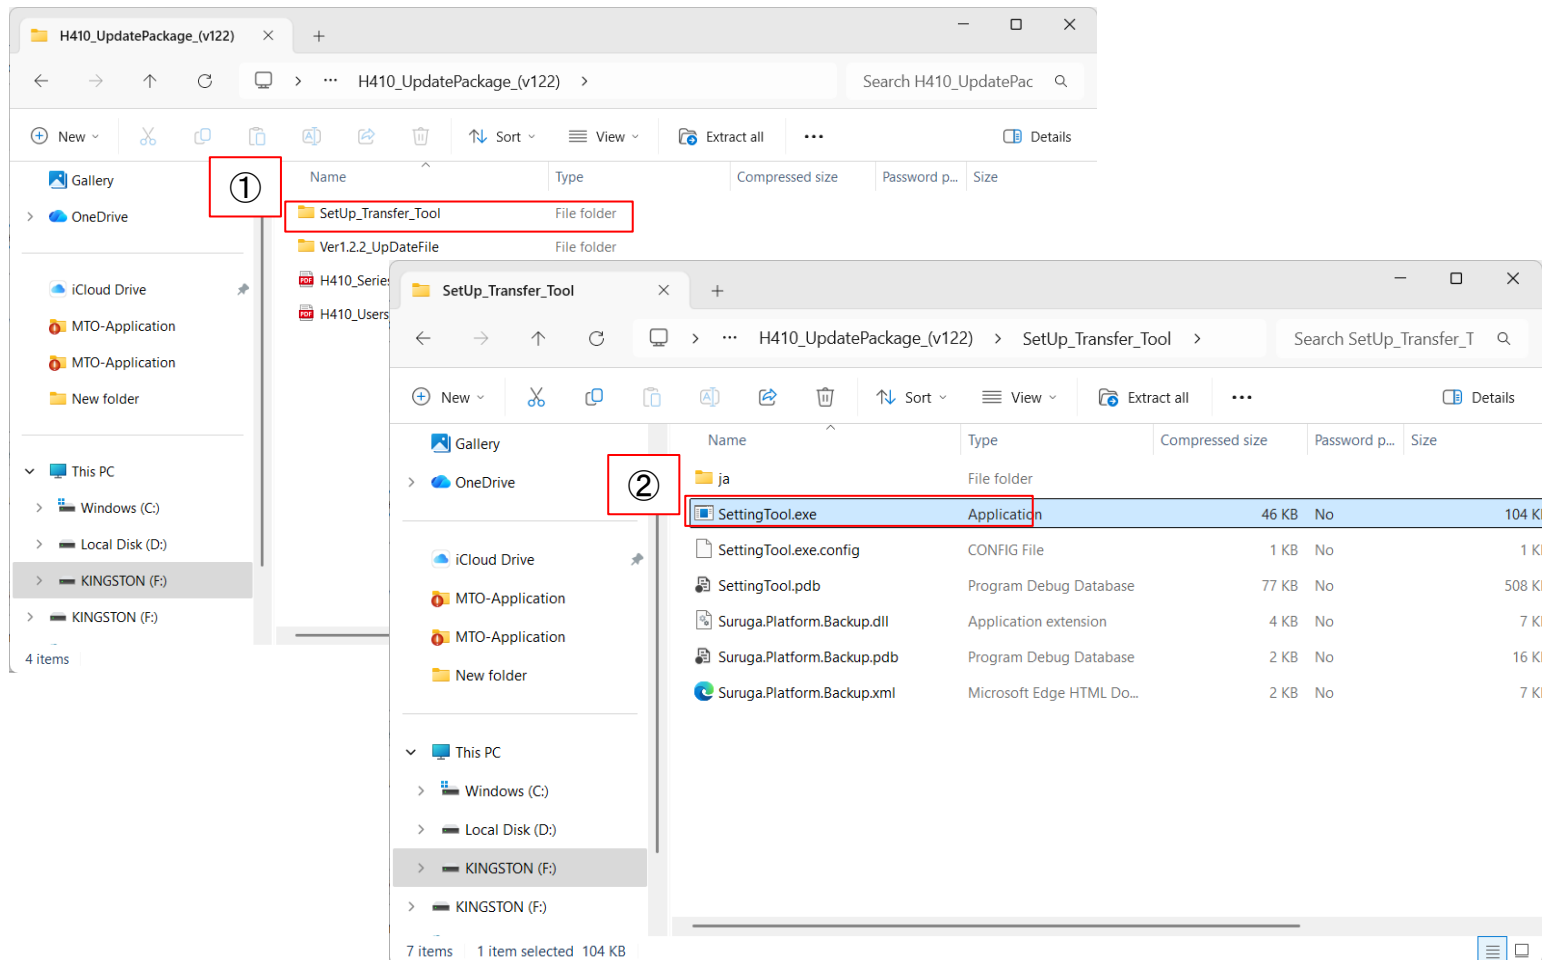 H410_UpdatePackage_(v122)
H410_UpdatePackage_(v122)
Search H410_UpdatePac
New
Sort
View
Extract all
Details
Gallery
OneDrive
iCloud Drive
MTO-Application
MTO-Application
New folder
This PC
Windows (C:)
Local Disk (D:)
KINGSTON (F:)
KINGSTON (F:)
4 items
①
Name Type Compressed size Password p... Size
SetUp_Transfer_Tool File folder
Ver1.2.2_UpDateFile File folder
H410_Series
H410_Users
SetUp_Transfer_Tool
H410_UpdatePackage_(v122) SetUp_Transfer_Tool
Search SetUp_Transfer_T
New
Sort
View
Extract all
Details
Gallery
OneDrive
iCloud Drive
MTO-Application
MTO-Application
New folder
This PC
Windows (C:)
Local Disk (D:)
KINGSTON (F:)
KINGSTON (F:)
②
Name Type Compressed size Password p... Size
ja File folder
SettingTool.exe Application 46 KB No 104 K
SettingTool.exe.config CONFIG File 1 KB No 1 K
SettingTool.pdb Program Debug Database 77 KB No 508 K
Suruga.Platform.Backup.dll Application extension 4 KB No 7 K
Suruga.Platform.Backup.pdb Program Debug Database 2 KB No 16 K
Suruga.Platform.Backup.xml Microsoft Edge HTML Do... 2 KB No 7 K
7 items 1 item selected 104 KB